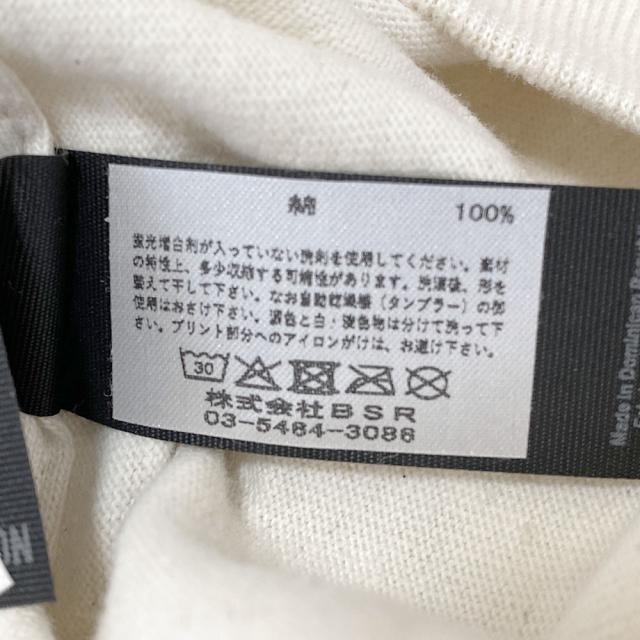 綿 100%
蛍光増白剤が入っていない洗剤を使用してください。素材
の特性上、多少収縮する可能性があります。洗濯後、形を
整えて干して下さい。なお自動乾燥機（タンブラー）の御
使用はおさけ下さい。濃色と白・淡色物は分けて洗って下
さい。プリント部分へのアイロンがけは、お避け下さい。
30
株式会社BSR
03-5464-3086
Made in Dominican
ON